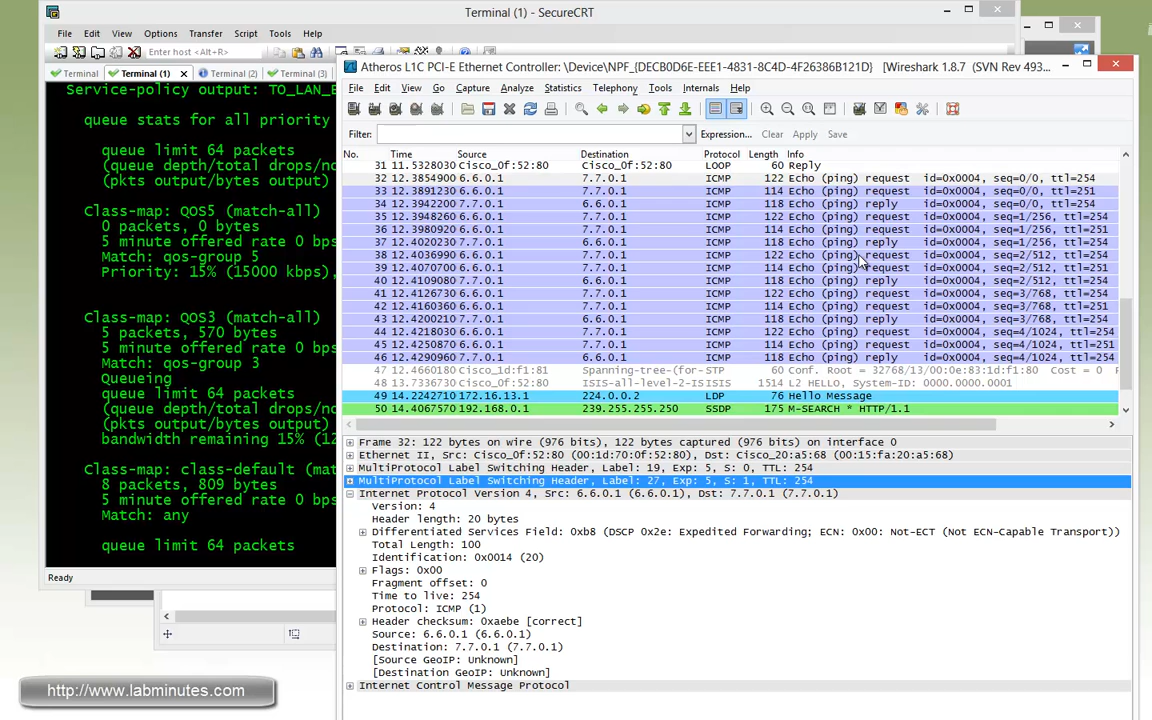 Terminal (1) - SecureCRT
File Edit View Options Transfer Script Tools Help
Enter host <Alt+R>
Terminal Terminal (1) Terminal (2) Terminal (3)
Service-policy output: TO_LAN_E
queue stats for all priority
queue limit 64 packets
(queue depth/total drops/no
(pkts output/bytes output)
Class-map: QOS5 (match-all)
0 packets, 0 bytes
5 minute offered rate 0 bps
Match: qos-group 5
Priority: 15% (15000 kbps),
Class-map: QOS3 (match-all)
5 packets, 570 bytes
5 minute offered rate 0 bps
Match: qos-group 3
Queueing
queue limit 64 packets
(queue depth/total drops/no
(pkts output/bytes output)
bandwidth remaining 15% (12
Class-map: class-default (mat
8 packets, 809 bytes
5 minute offered rate 0 bps
Match: any
queue limit 64 packets
Ready
Atheros L1C PCI-E Ethernet Controller: \Device\NPF_{DECB0D6E-EEE1-4831-8C4D-4F26386B121D} [Wireshark 1.8.7 (SVN Rev 493...
File Edit View Go Capture Analyze Statistics Telephony Tools Internals Help
Filter: Expression... Clear Apply Save
No. Time Source Destination Protocol Length Info
31 11.5328030 Cisco_0f:52:80 Cisco_0f:52:80 LOOP 60 Reply
32 12.3854900 6.6.0.1 7.7.0.1 ICMP 122 Echo (ping) request id=0x0004, seq=0/0, ttl=254
33 12.3891230 6.6.0.1 7.7.0.1 ICMP 114 Echo (ping) request id=0x0004, seq=0/0, ttl=251
34 12.3942200 7.7.0.1 6.6.0.1 ICMP 118 Echo (ping) reply id=0x0004, seq=0/0, ttl=254
35 12.3948260 6.6.0.1 7.7.0.1 ICMP 122 Echo (ping) request id=0x0004, seq=1/256, ttl=254
36 12.3980920 6.6.0.1 7.7.0.1 ICMP 114 Echo (ping) request id=0x0004, seq=1/256, ttl=251
37 12.4020230 7.7.0.1 6.6.0.1 ICMP 118 Echo (ping) reply id=0x0004, seq=1/256, ttl=254
38 12.4036990 6.6.0.1 7.7.0.1 ICMP 122 Echo (ping) request id=0x0004, seq=2/512, ttl=254
39 12.4070700 6.6.0.1 7.7.0.1 ICMP 114 Echo (ping) request id=0x0004, seq=2/512, ttl=251
40 12.4109080 7.7.0.1 6.6.0.1 ICMP 118 Echo (ping) reply id=0x0004, seq=2/512, ttl=254
41 12.4126730 6.6.0.1 7.7.0.1 ICMP 122 Echo (ping) request id=0x0004, seq=3/768, ttl=254
42 12.4160360 6.6.0.1 7.7.0.1 ICMP 114 Echo (ping) request id=0x0004, seq=3/768, ttl=251
43 12.4200210 7.7.0.1 6.6.0.1 ICMP 118 Echo (ping) reply id=0x0004, seq=3/768, ttl=254
44 12.4218030 6.6.0.1 7.7.0.1 ICMP 122 Echo (ping) request id=0x0004, seq=4/1024, ttl=254
45 12.4250870 6.6.0.1 7.7.0.1 ICMP 114 Echo (ping) request id=0x0004, seq=4/1024, ttl=251
46 12.4290960 7.7.0.1 6.6.0.1 ICMP 118 Echo (ping) reply id=0x0004, seq=4/1024, ttl=254
47 12.4660180 Cisco_1d:f1:81 Spanning-tree-(for- STP 60 Conf. Root = 32768/13/00:0e:83:1d:f1:80 Cost = 0 P
48 13.7336730 Cisco_0f:52:80 ISIS-all-level-2-IS ISIS 1514 L2 HELLO, System-ID: 0000.0000.0001
49 14.2242710 172.16.13.1 224.0.0.2 LDP 76 Hello Message
50 14.4067570 192.168.0.1 239.255.255.250 SSDP 175 M-SEARCH * HTTP/1.1
Frame 32: 122 bytes on wire (976 bits), 122 bytes captured (976 bits) on interface 0
Ethernet II, Src: Cisco_0f:52:80 (00:1d:70:0f:52:80), Dst: Cisco_20:a5:68 (00:15:fa:20:a5:68)
MultiProtocol Label Switching Header, Label: 19, Exp: 5, S: 0, TTL: 254
MultiProtocol Label Switching Header, Label: 27, Exp: 5, S: 1, TTL: 254
Internet Protocol Version 4, Src: 6.6.0.1 (6.6.0.1), Dst: 7.7.0.1 (7.7.0.1)
Version: 4
Header length: 20 bytes
Differentiated Services Field: 0xb8 (DSCP 0x2e: Expedited Forwarding; ECN: 0x00: Not-ECT (Not ECN-Capable Transport))
Total Length: 100
Identification: 0x0014 (20)
Flags: 0x00
Fragment offset: 0
Time to live: 254
Protocol: ICMP (1)
Header checksum: 0xaebe [correct]
Source: 6.6.0.1 (6.6.0.1)
Destination: 7.7.0.1 (7.7.0.1)
[Source GeoIP: Unknown]
[Destination GeoIP: Unknown]
Internet Control Message Protocol
http://www.labminutes.com